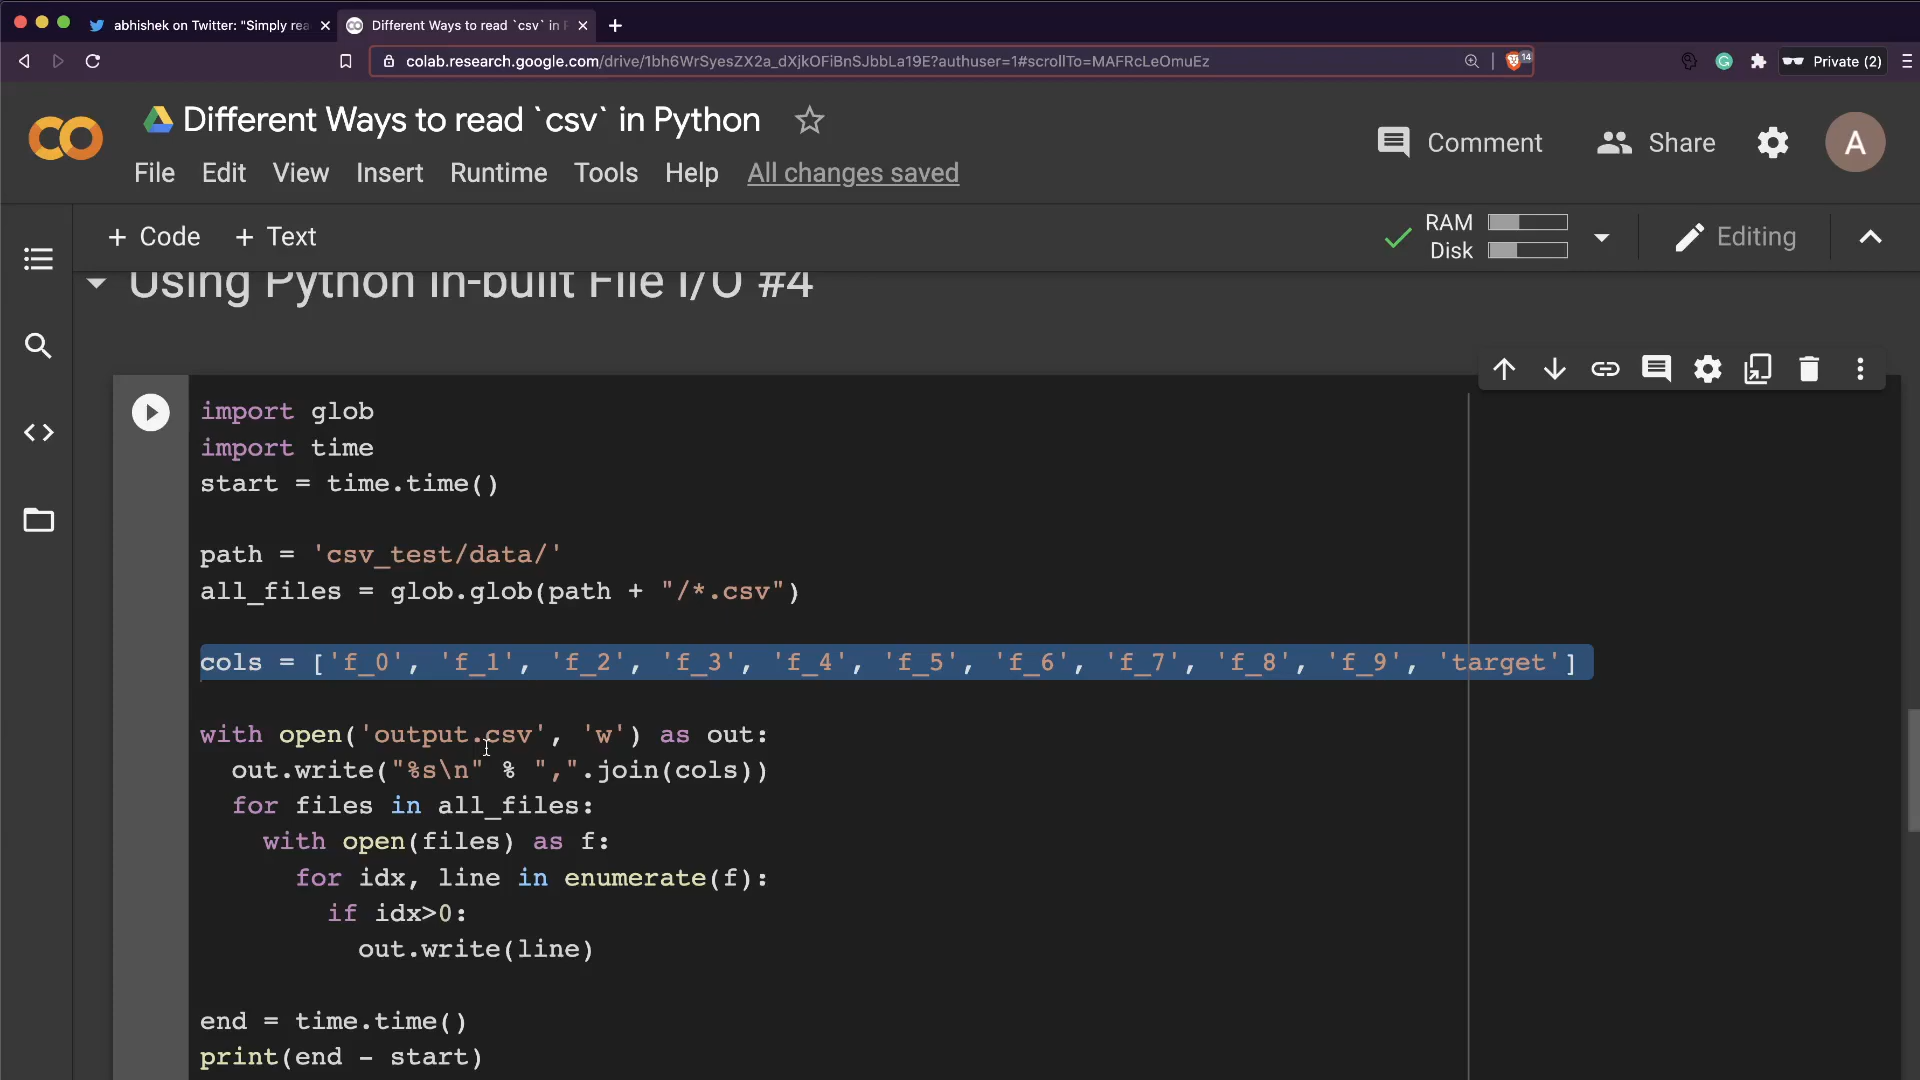 abhishek on Twitter: "Simply rea
Different Ways to read `csv` in P
colab.research.google.com/drive/1bh6WrSyesZX2a_dXjkOFiBnSJbbLa19E?authuser=1#scrollTo=MAFRcLeOmuEz
14
Private (2)
Different Ways to read `csv` in Python
Comment
Share
A
File Edit View Insert Runtime Tools Help All changes saved
+ Code + Text
RAM
Disk
Editing
Using Python In-built File I/O #4
import glob
import time
start = time.time()
path = 'csv_test/data/'
all_files = glob.glob(path + "/*.csv")
cols = ['f_0', 'f_1', 'f_2', 'f_3', 'f_4', 'f_5', 'f_6', 'f_7', 'f_8', 'f_9', 'target']
with open('output.csv', 'w') as out:
out.write("%s\n" % ",".join(cols))
for files in all_files:
with open(files) as f:
for idx, line in enumerate(f):
if idx>0:
out.write(line)
end = time.time()
print(end - start)